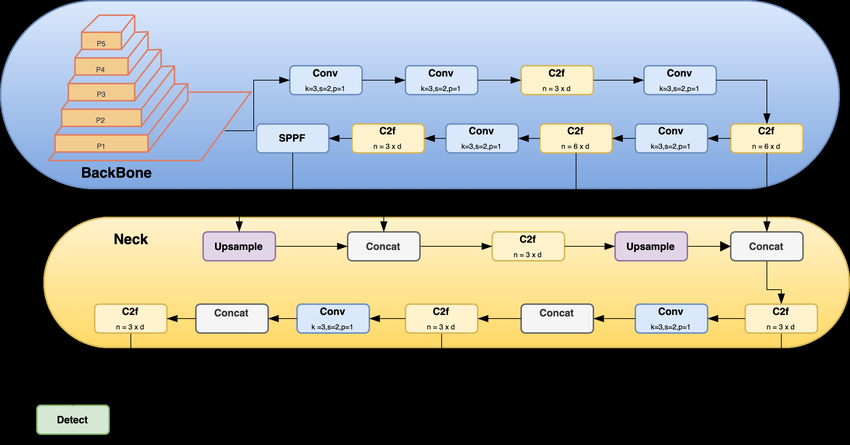 P5
P4
P3
P2
P1
BackBone
Conv
k=3,s=2,p=1
Conv
k=3,s=2,p=1
C2f
n = 3 x d
Conv
k=3,s=2,p=1
SPPF
C2f
n = 3 x d
Conv
k=3,s=2,p=1
C2f
n = 6 x d
Conv
k=3,s=2,p=1
C2f
n = 6 x d
Neck
Upsample
Concat
C2f
n = 3 x d
Upsample
Concat
C2f
n = 3 x d
Concat
Conv
k =3,s=2,p=1
C2f
n = 3 x d
Concat
Conv
k=3,s=2,p=1
C2f
n = 3 x d
Detect